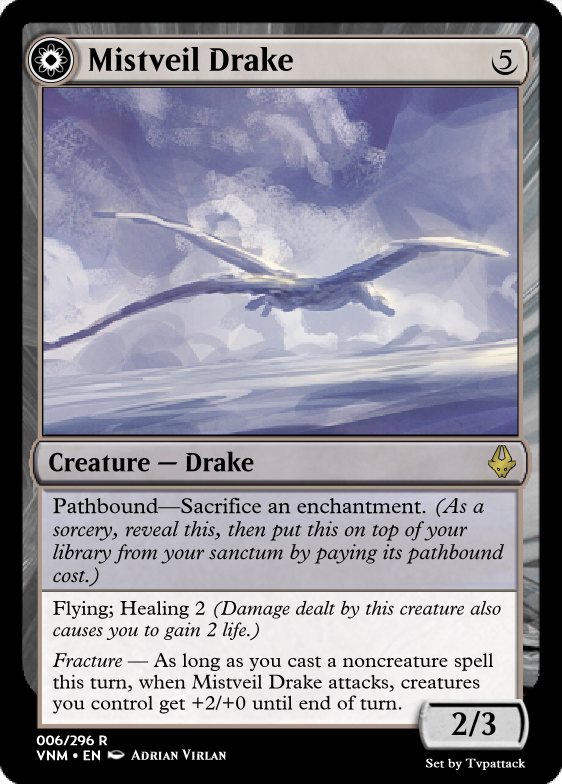 Mistveil Drake
5
Creature — Drake
Pathbound—Sacrifice an enchantment. (As a
sorcery, reveal this, then put this on top of your
library from your sanctum by paying its pathbound
cost.)
Flying; Healing 2 (Damage dealt by this creature also
causes you to gain 2 life.)
Fracture — As long as you cast a noncreature spell
this turn, when Mistveil Drake attacks, creatures
you control get +2/+0 until end of turn.
2/3
006/296 R
VNM • EN ADRIAN VIRLAN
Set by Tvpattack